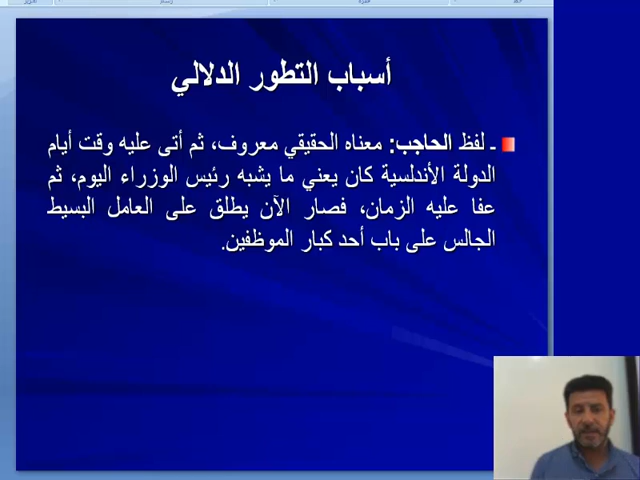 أسباب التطور الدلالي
ـ لفظ الحاجب: معناه الحقيقي معروف، ثم أتى عليه وقت أيام
الدولة الأندلسية كان يعني ما يشبه رئيس الوزراء اليوم، ثم
عفا عليه الزمان، فصار الآن يطلق على العامل البسيط
الجالس على باب أحد كبار الموظفين.